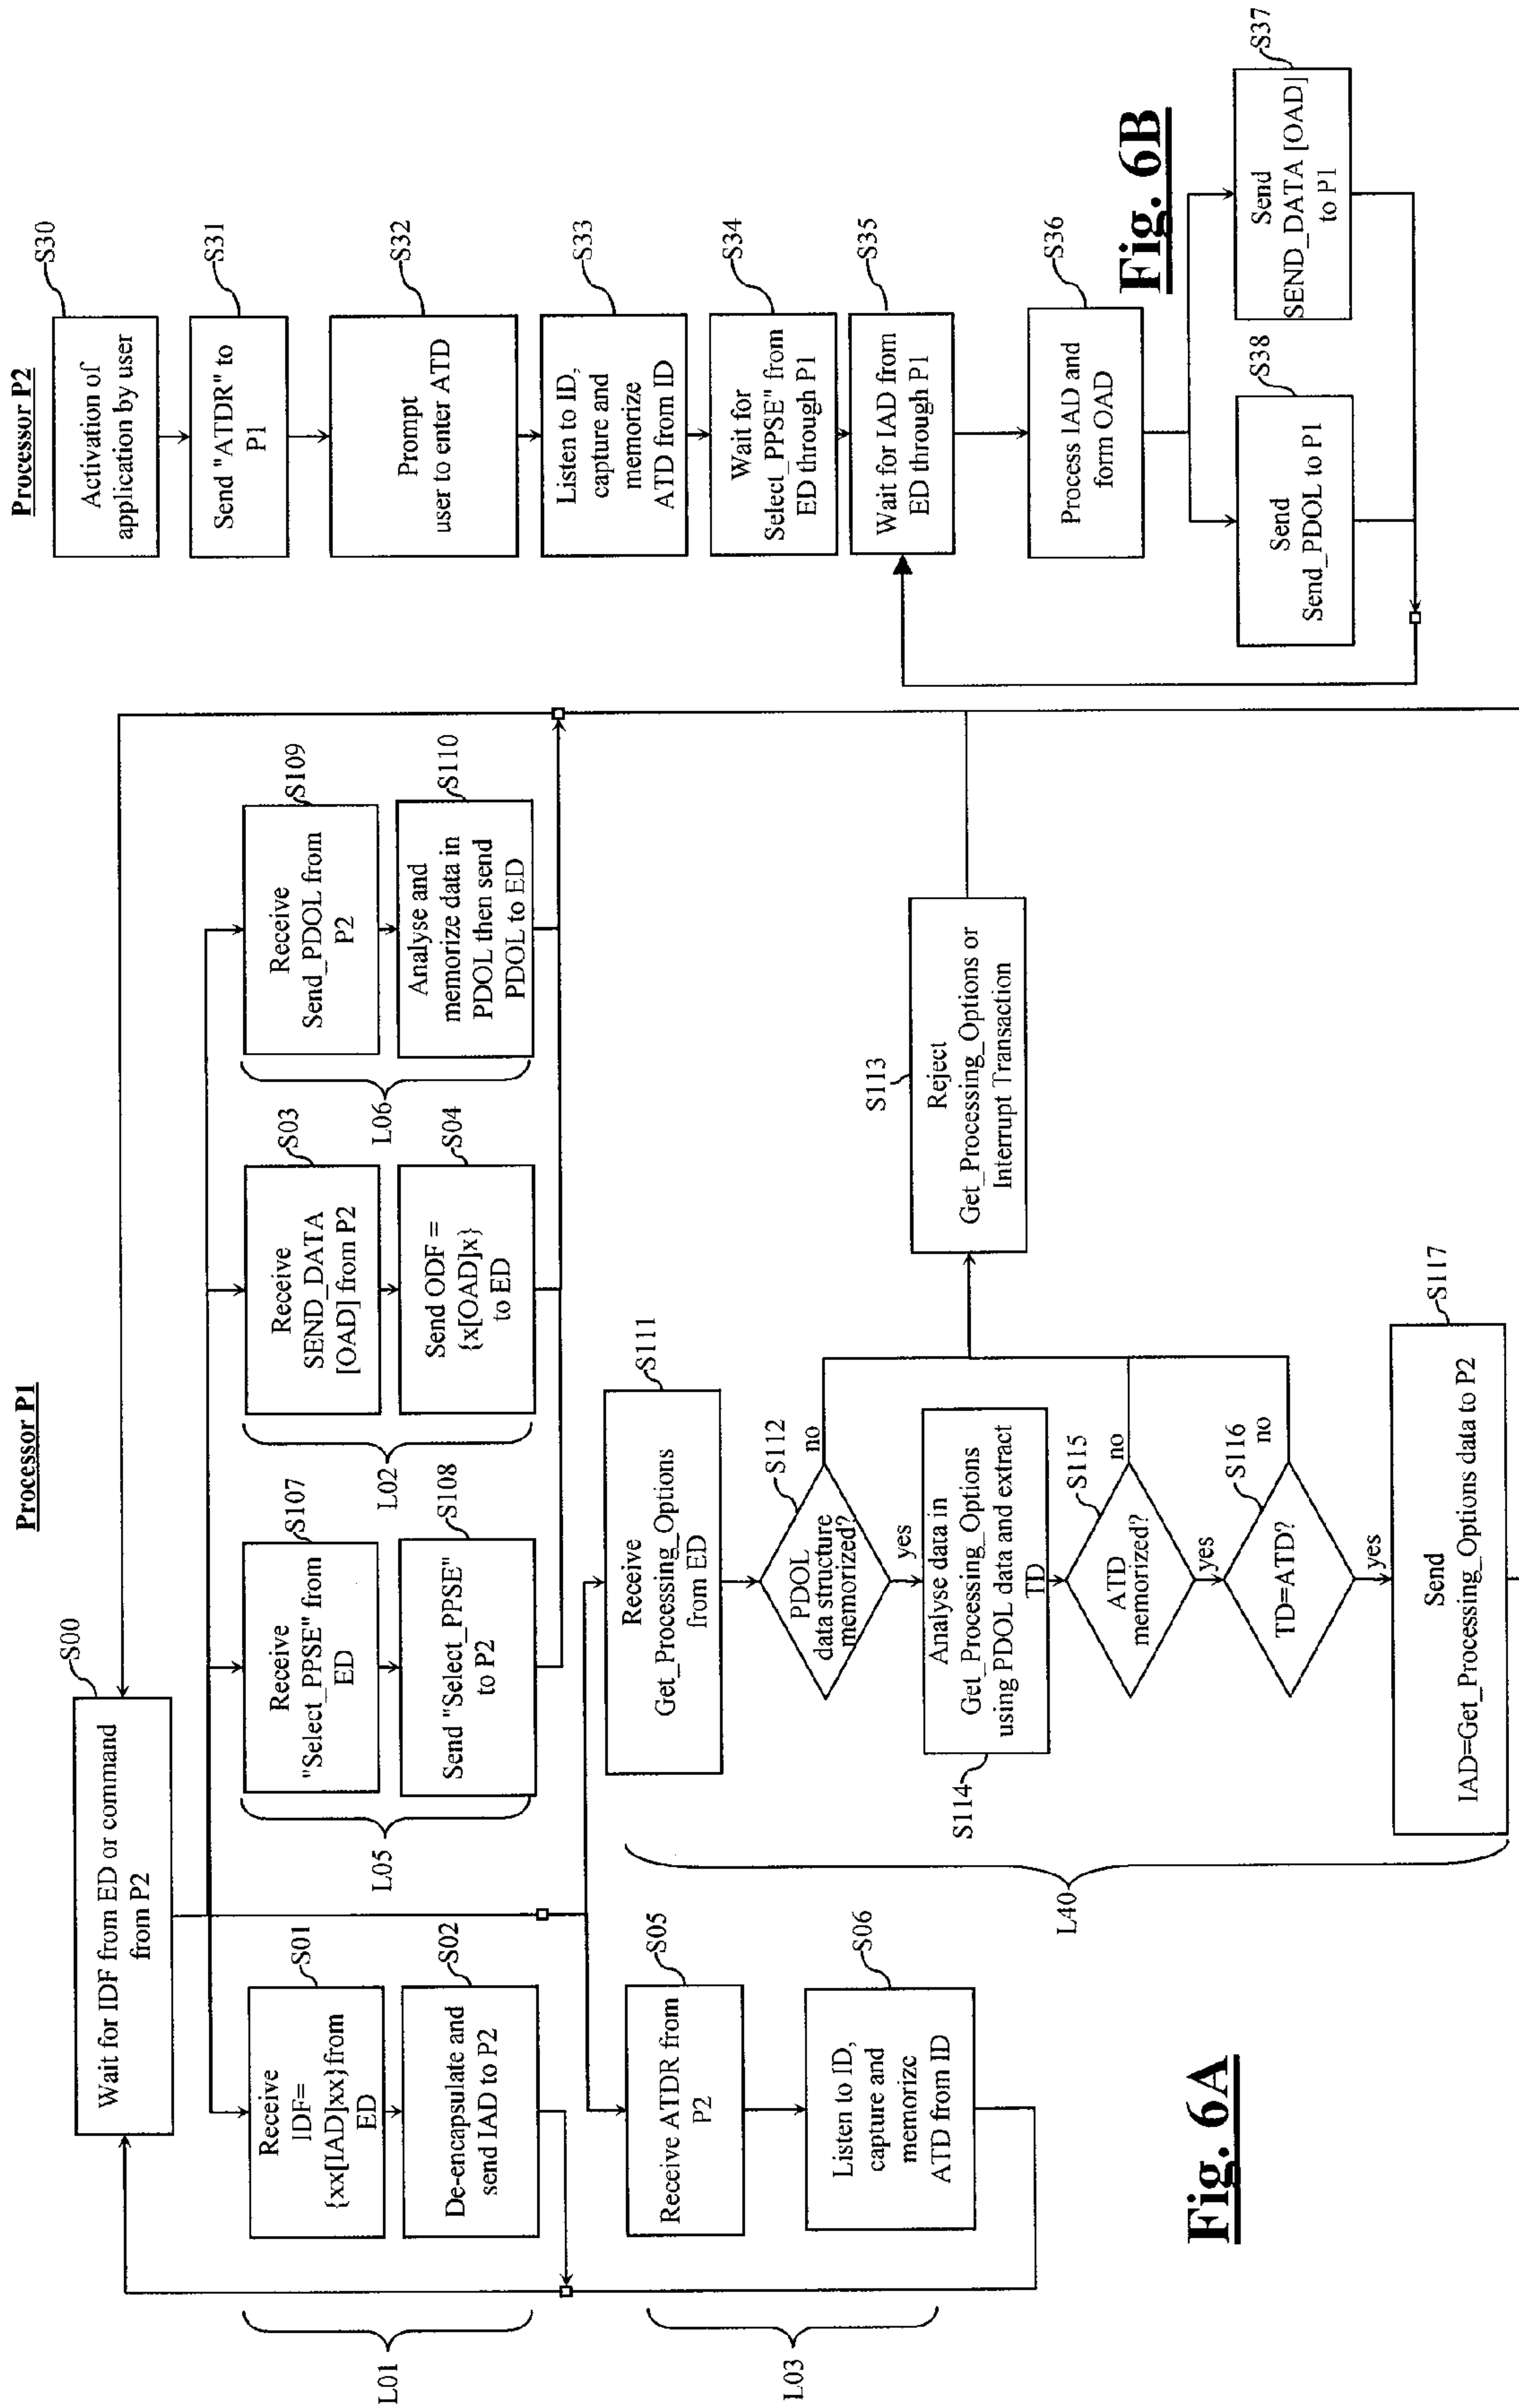 Processor P1
Wait for IDF from ED or command
from P2
S00
Receive
IDF=
{xx[IAD]xx}from
ED
S01
De-encapsulate and
send IAD to P2
S02
L01
Receive
"Select_PPSE" from
ED
S107
Send "Select_PPSE"
to P2
S108
L05
Receive
SEND_DATA
[OAD] from P2
S03
Send ODF =
{x[OAD]x}
to ED
S04
L02
Receive
Send_PDOL from
P2
S109
Analyse and
memorize data in
PDOL then send
PDOL to ED
S110
L06
Receive ATDR from
P2
S05
Listen to ID,
capture and
memorize
ATD from ID
S06
L03
Receive
Get_Processing_Options
from ED
S111
PDOL
data structure
memorized?
S112
no
yes
Reject
Get_Processing_Options or
Interrupt Transaction
S113
Analyse data in
Get_Processing_Options
using PDOL data and extract
TD
S114
ATD
memorized?
S115
no
yes
TD=ATD?
S116
no
yes
Send
IAD=Get_Processing_Options data to P2
S117
L40
Fig. 6A
Processor P2
Activation of
application by user
S30
Send "ATDR" to
P1
S31
Prompt
user to enter ATD
S32
Listen to ID,
capture and
memorize
ATD from ID
S33
Wait for
Select_PPSE" from
ED through P1
S34
Wait for IAD from
ED through P1
S35
Process IAD and
form OAD
S36
Send
Send_PDOL to P1
S38
Send
SEND_DATA [OAD]
to P1
S37
Fig. 6B